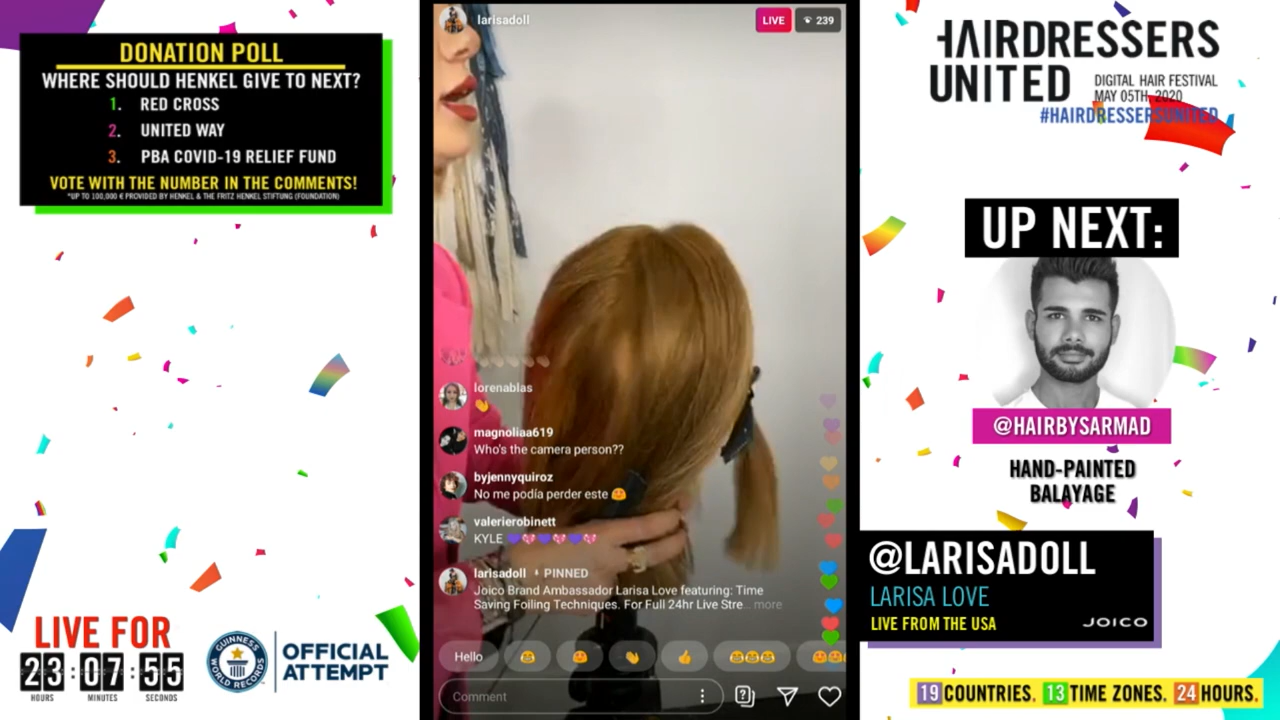 DONATION POLL
WHERE SHOULD HENKEL GIVE TO NEXT?
1. RED CROSS
2. UNITED WAY
3. PBA COVID-19 RELIEF FUND
VOTE WITH THE NUMBER IN THE COMMENTS!
*UP TO 100,000 € PROVIDED BY HENKEL & THE FRITZ HENKEL STIFTUNG (FOUNDATION)
LIVE FOR
23:07:55
HOURS MINUTES SECONDS
GUINNESS WORLD RECORDS
OFFICIAL
ATTEMPT
larisadoll
LIVE 239
lorenablas
👋
magnoliaa619
Who's the camera person??
byjennyquiroz
No me podía perder este 🤗
valerierobinett
KYLE 💜💖💜💖💜💖
larisadoll PINNED
Joico Brand Ambassador Larisa Love featuring: Time
Saving Foiling Techniques. For Full 24hr Live Stre... more
Hello
Comment
HAIRDRESSERS
UNITED
DIGITAL HAIR FESTIVAL
MAY 05TH, 2020
#HAIRDRESSERSUNITED
UP NEXT:
@HAIRBYSARMAD
HAND-PAINTED
BALAYAGE
@LARISADOLL
LARISA LOVE
LIVE FROM THE USA
JOICO
19 COUNTRIES. 13 TIME ZONES. 24 HOURS.